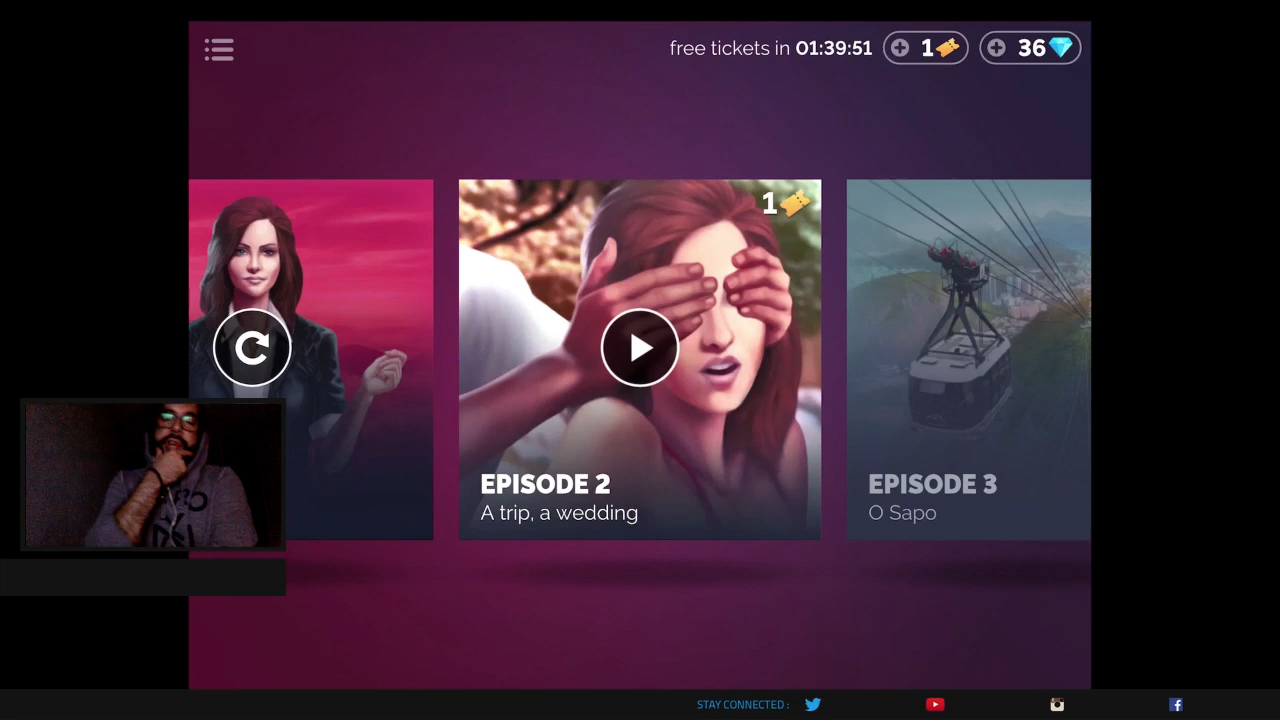 free tickets in 01:39:51
1
36
1
EPISODE 2
A trip, a wedding
EPISODE 3
O Sapo
STAY CONNECTED :